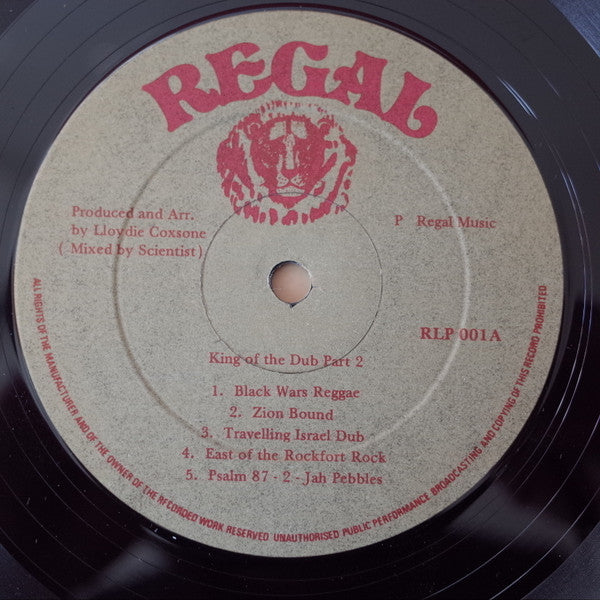 REGAL
Produced and Arr.
by Lloydie Coxsone
( Mixed by Scientist )
P Regal Music
RLP 001A
King of the Dub Part 2
1. Black Wars Reggae
2. Zion Bound
3. Travelling Israel Dub
4. East of the Rockfort Rock
5. Psalm 87 - 2 - Jah Pebbles
ALL RIGHTS OF THE MANUFACTURER AND OF THE OWNER OF THE RECORDED WORK RESERVED UNAUTHORISED PUBLIC PERFORMANCE BROADCASTING AND COPYING OF THIS RECORD PROHIBITED